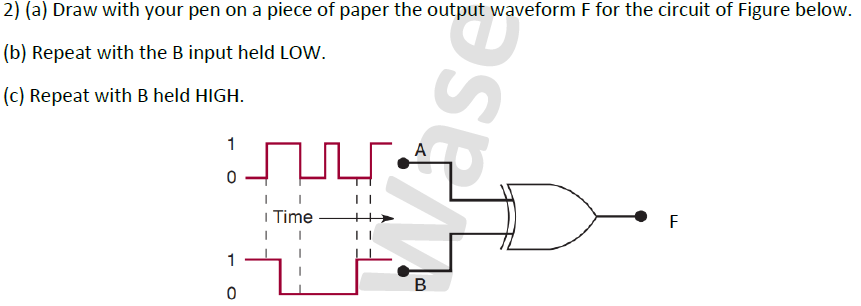 2) (a) Draw with your pen on a piece of paper the output waveform F for the circuit of Figure below.
(b) Repeat with the B input held LOW.
(c) Repeat with B held HIGH.
1
A
0
Time
F
1
B
0
Wase